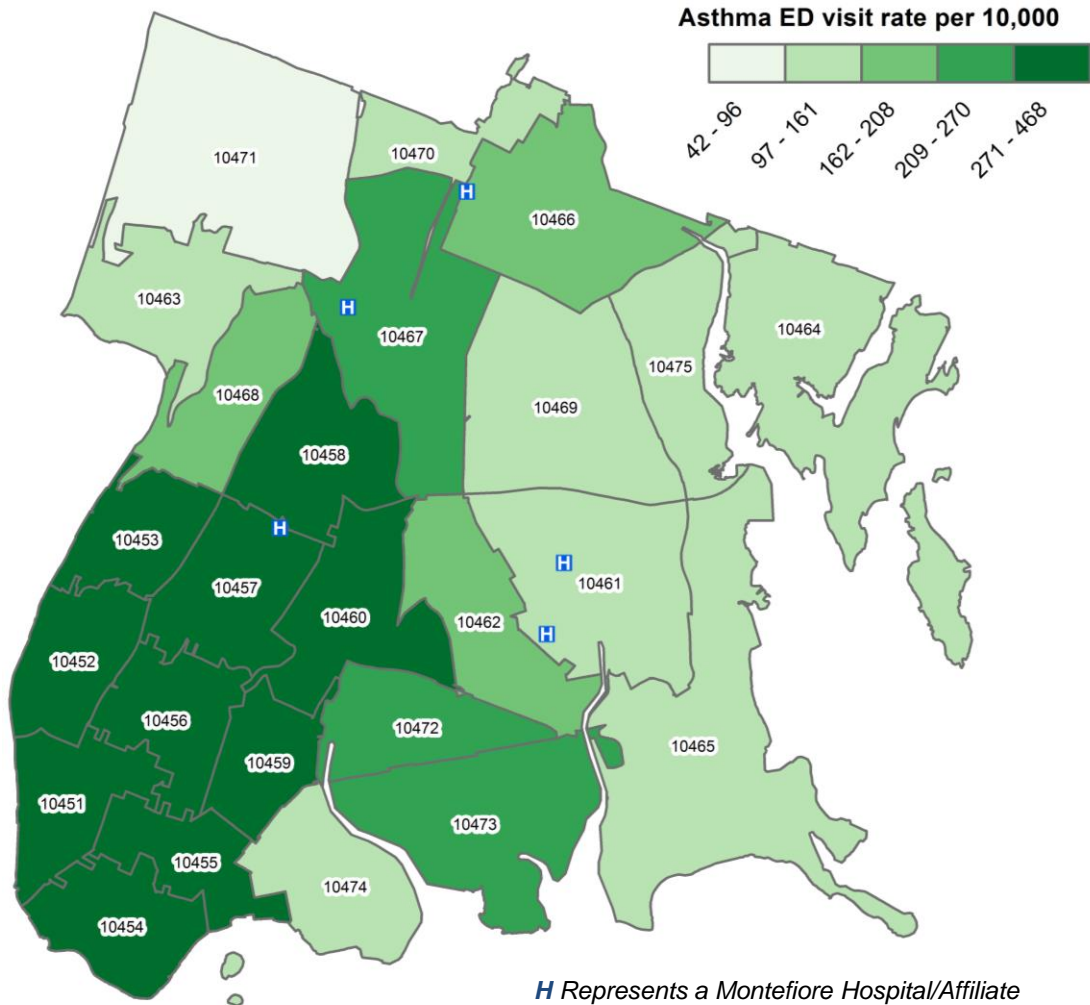 Asthma ED visit rate per 10,000
42 - 96
97 - 161
162 - 208
209 - 270
271 - 468
10471
10470
H
10466
10463
H
10467
10464
10475
10468
10469
10458
H
10453
H
10461
10457
10460
10462
H
10452
10456
10472
10465
10459
10451
10473
10455
10474
10454
H Represents a Montefiore Hospital/Affiliate